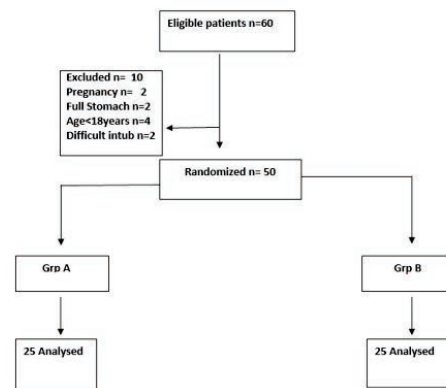 Eligible patients n=60
Excluded n= 10
Pregnancy n= 2
Full Stomach n=2
Age<18years n=4
Difficult intub n=2
Randomized n= 50
Grp A
Grp B
25 Analysed
25 Analysed